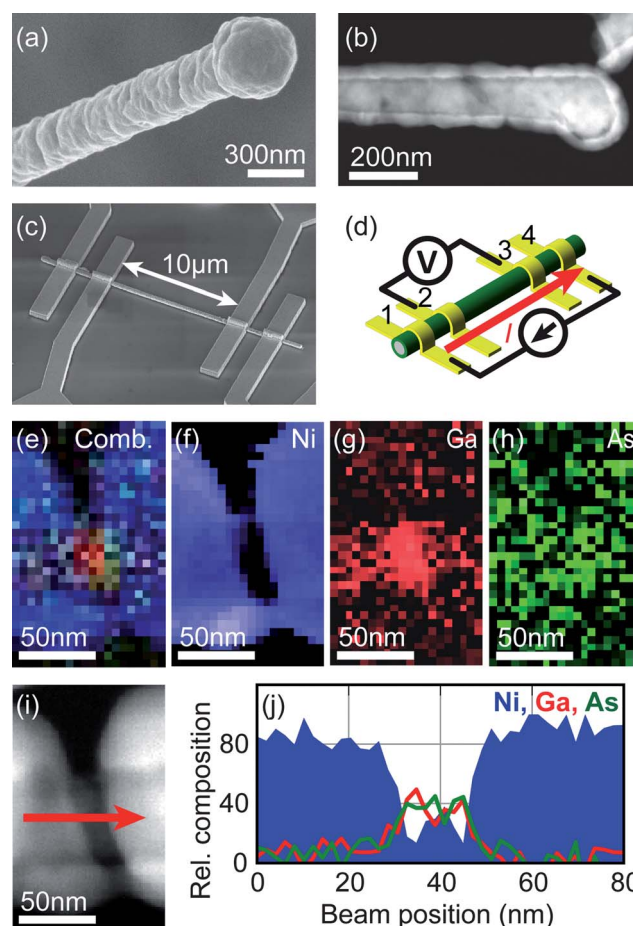 (a)
300nm
(b)
200nm
(c)
10µm
(d)
V
1
2
3
4
I
(e) Comb.
50nm
(f) Ni
(g) Ga
50nm
(h) As
50nm
(i)
50nm
(j)
Ni, Ga, As
Rel. composition
80
40
0
0 20 40 60 80
Beam position (nm)